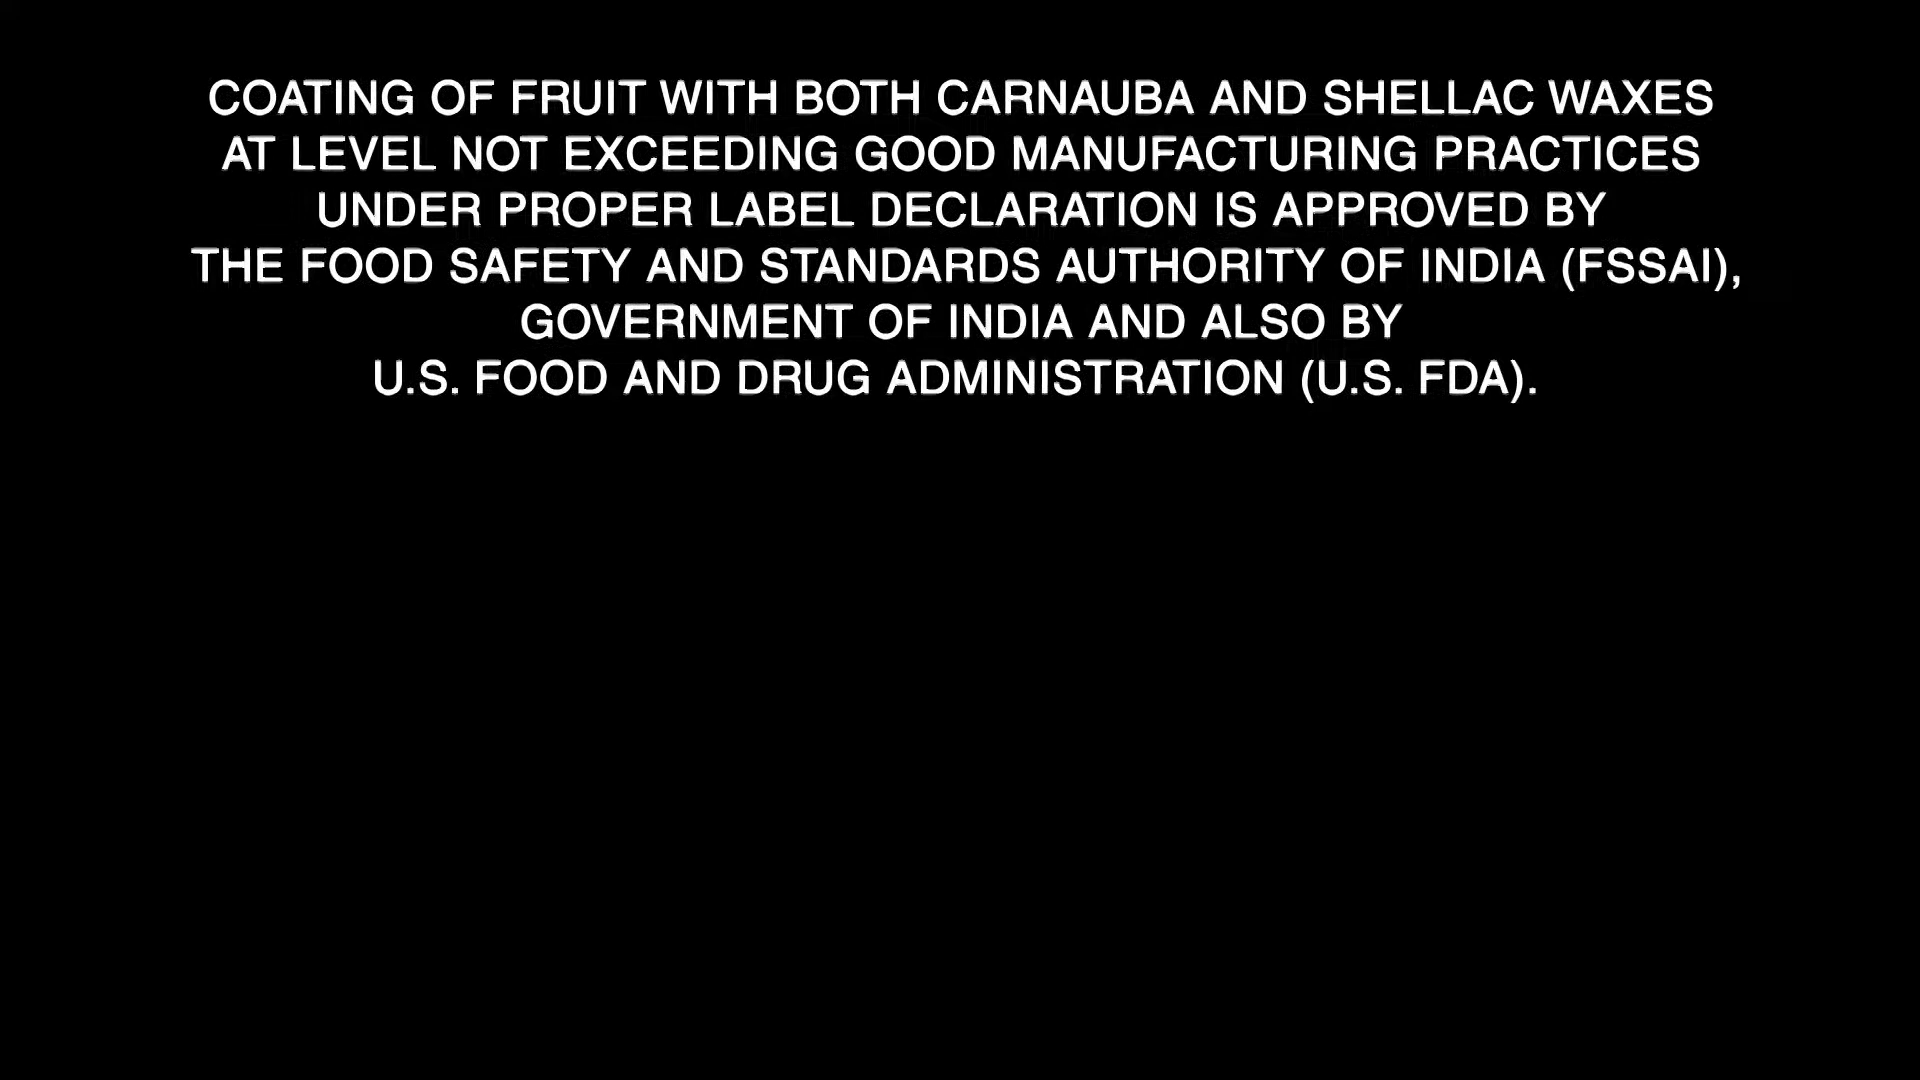 COATING OF FRUIT WITH BOTH CARNAUBA AND SHELLAC WAXES
AT LEVEL NOT EXCEEDING GOOD MANUFACTURING PRACTICES
UNDER PROPER LABEL DECLARATION IS APPROVED BY
THE FOOD SAFETY AND STANDARDS AUTHORITY OF INDIA (FSSAI),
GOVERNMENT OF INDIA AND ALSO BY
U.S. FOOD AND DRUG ADMINISTRATION (U.S. FDA).